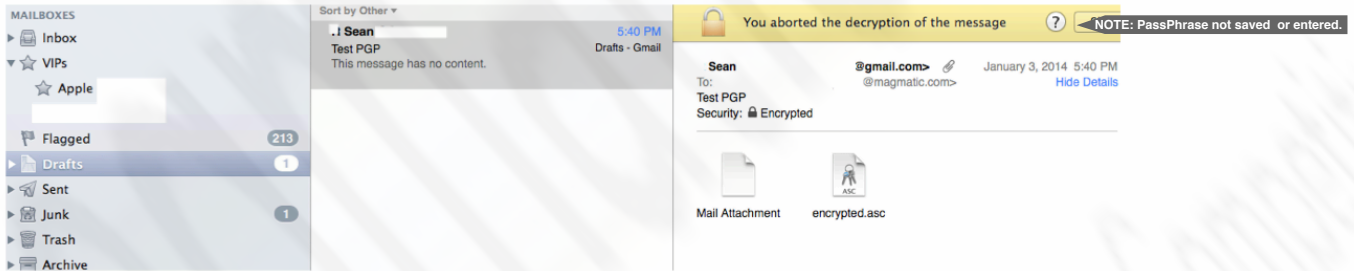 MAILBOXES
Inbox
VIPs
Apple
Flagged 213
Drafts 1
Sent
Junk 1
Trash
Archive
Sort by Other
Sean 5:40 PM
Test PGP Drafts - Gmail
This message has no content.
You aborted the decryption of the message ? NOTE: PassPhrase not saved or entered.
Sean @gmail.com> January 3, 2014 5:40 PM
To: @magmatic.com> Hide Details
Test PGP
Security: Encrypted
ASC
Mail Attachment encrypted.asc